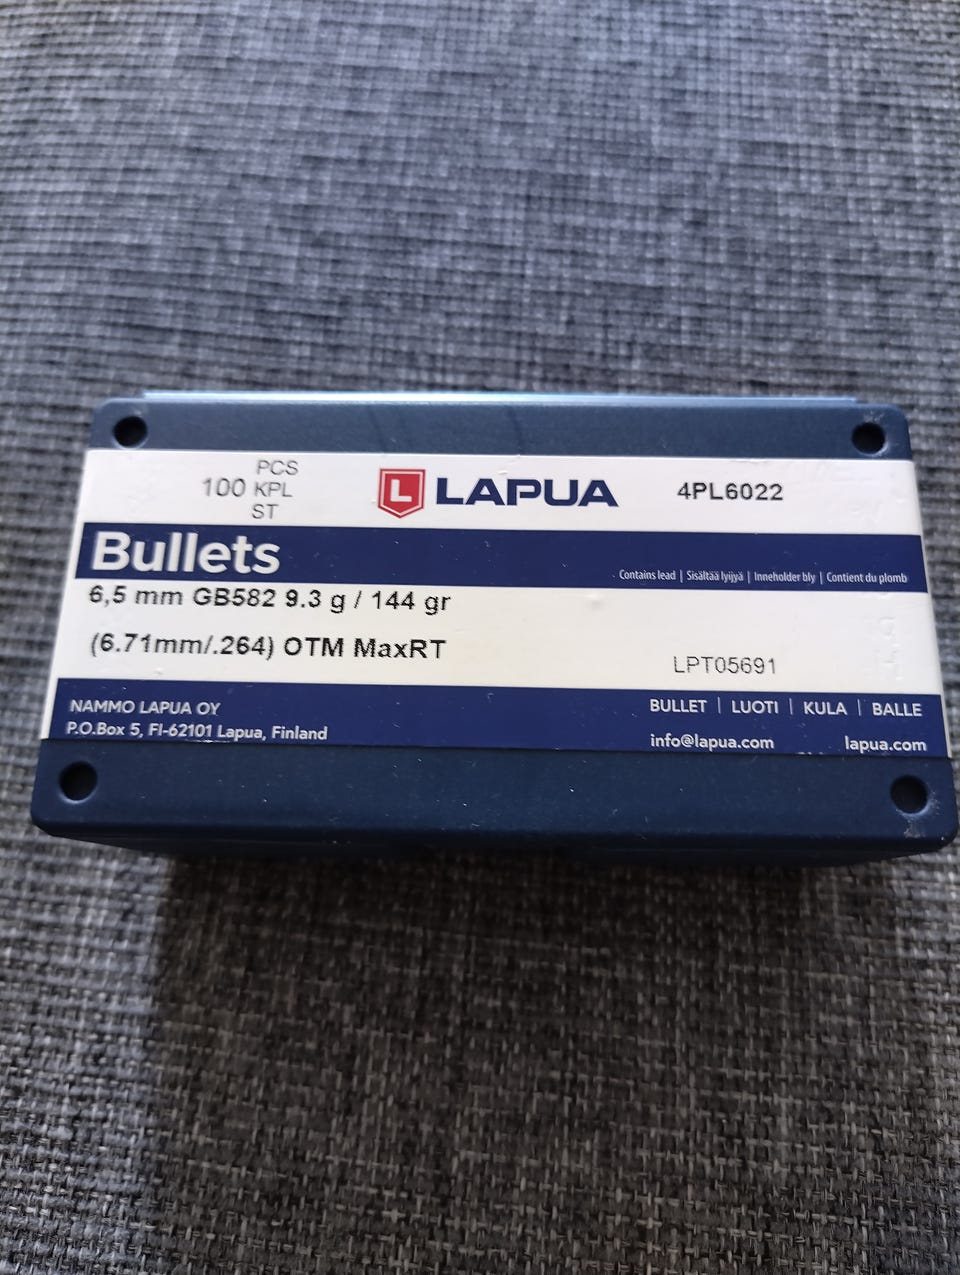 PCS
100 KPL
ST
L LAPUA
4PL6022
Bullets
Contains lead | Sisältää lyijyä | Inneholder bly | Contient du plomb
6,5 mm GB582 9.3 g / 144 gr
(6.71mm/.264) OTM MaxRT
LPT05691
NAMMO LAPUA OY
P.O.Box 5, FI-62101 Lapua, Finland
BULLET | LUOTI | KULA | BALLE
info@lapua.com lapua.com